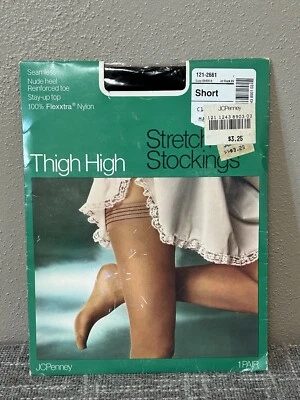 Seamless
Nude heel
Reinforced toe
Stay-up top
100% Flexxtra® Nylon
121-2661
Short
JCPenney
$3.25
Stretch
Thigh High
Stockings
JCPenney
1 PAIR